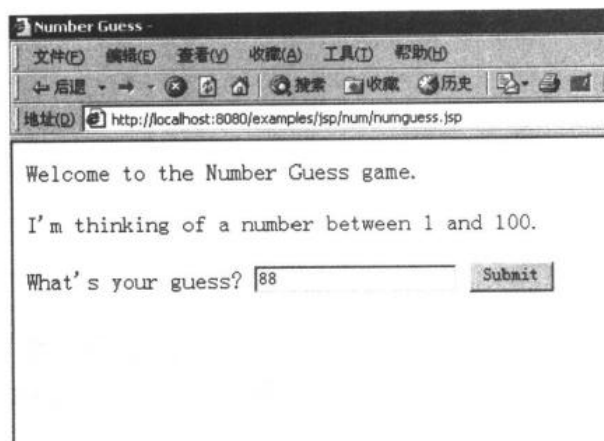 Number Guess -
文件(F) 编辑(E) 查看(V) 收藏(A) 工具(T) 帮助(H)
后退 搜索 收藏 历史
地址(D) http://localhost:8080/examples/jsp/num/numguess.jsp
Welcome to the Number Guess game.
I'm thinking of a number between 1 and 100.
What's your guess? 88 Submit